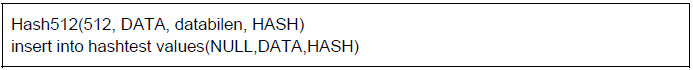 Hash512(512, DATA, databilen, HASH)
insert into hashtest values(NULL,DATA,HASH)